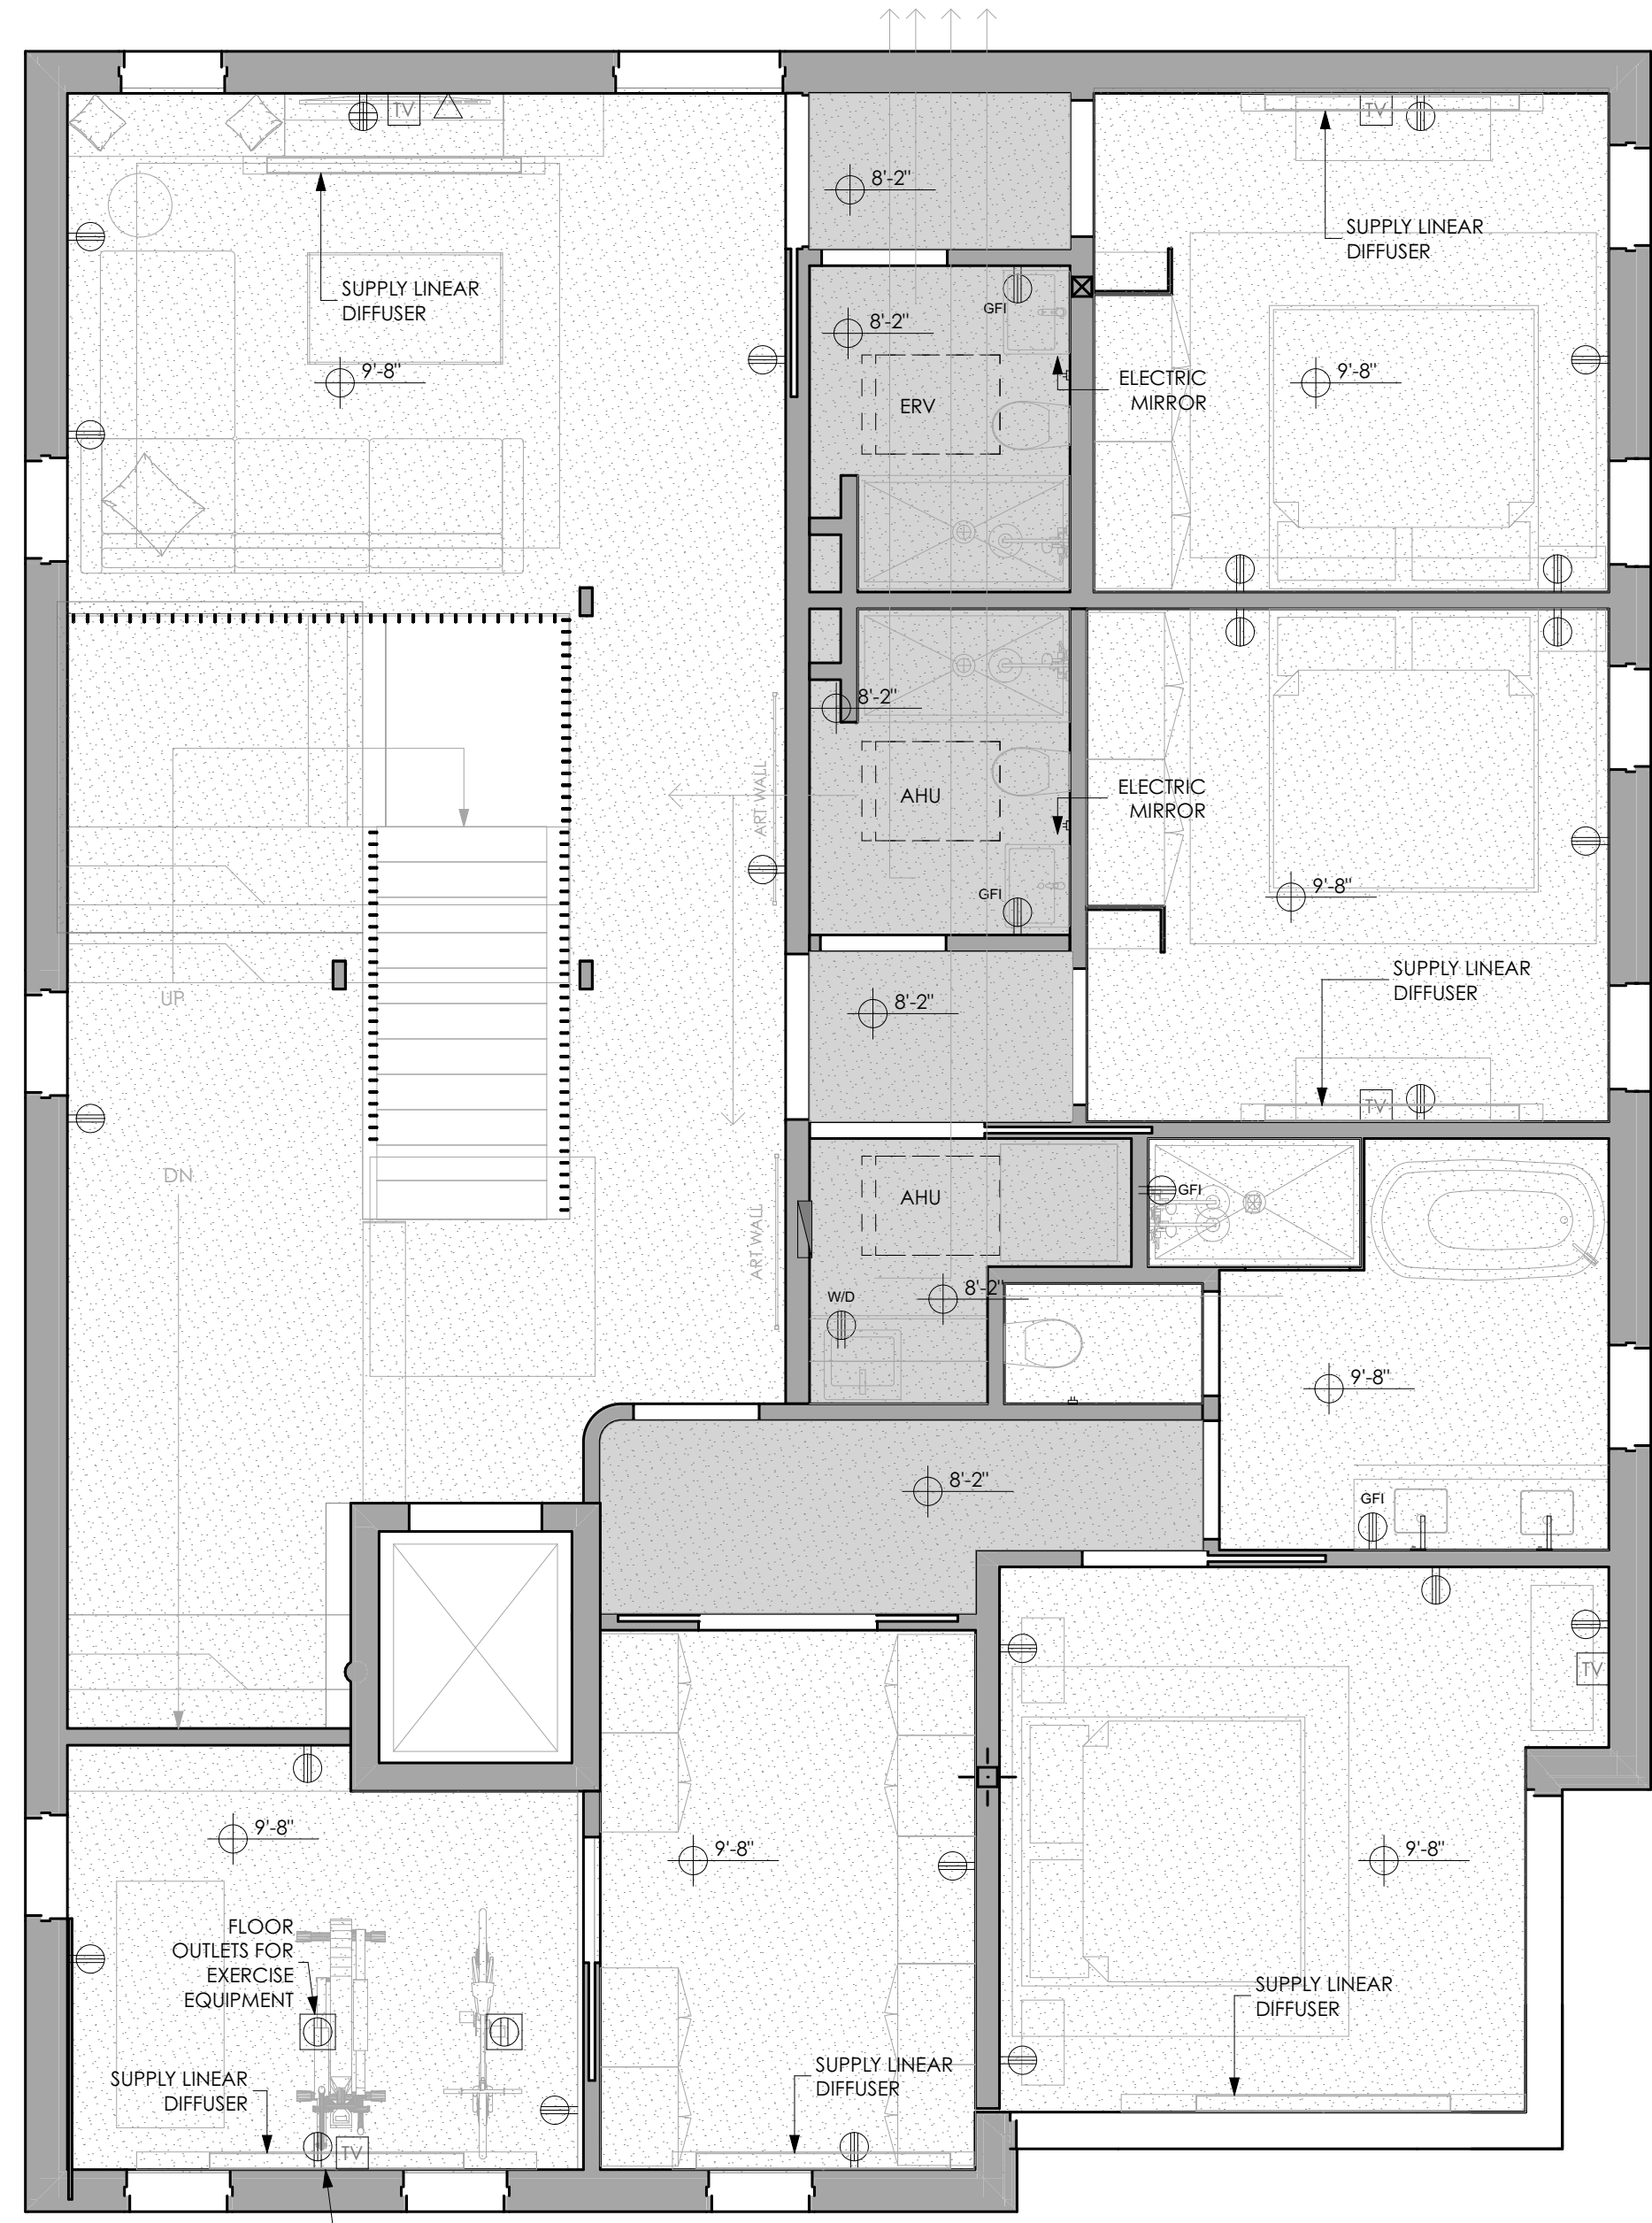 TV
TV
8'-2"
SUPPLY LINEAR
DIFFUSER
SUPPLY LINEAR
DIFFUSER
GFI
8'-2"
9'-8"
ERV
ELECTRIC
MIRROR
9'-8"
8'-2"
ART WALL
AHU
ELECTRIC
MIRROR
GFI
9'-8"
UP
8'-2"
SUPPLY LINEAR
DIFFUSER
TV
DN
AHU
GFI
ART WALL
W/D
8'-2"
9'-8"
8'-2"
GFI
TV
9'-8"
9'-8"
9'-8"
FLOOR
OUTLETS FOR
EXERCISE
EQUIPMENT
SUPPLY LINEAR
DIFFUSER
SUPPLY LINEAR
DIFFUSER
SUPPLY LINEAR
DIFFUSER
TV